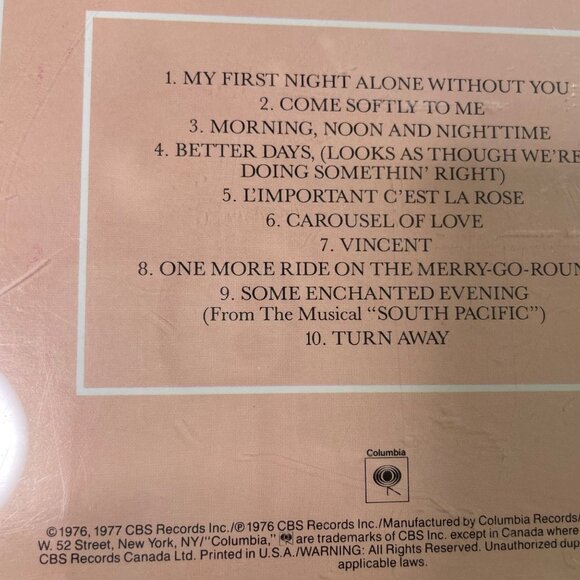 1. MY FIRST NIGHT ALONE WITHOUT YOU
2. COME SOFTLY TO ME
3. MORNING, NOON AND NIGHTTIME
4. BETTER DAYS, (LOOKS AS THOUGH WE'RE
DOING SOMETHIN' RIGHT)
5. L'IMPORTANT C'EST LA ROSE
6. CAROUSEL OF LOVE
7. VINCENT
8. ONE MORE RIDE ON THE MERRY-GO-ROUN
9. SOME ENCHANTED EVENING
(From The Musical "SOUTH PACIFIC")
10. TURN AWAY
Columbia
©1976, 1977 CBS Records Inc./℗1976 CBS Records Inc./Manufactured by Columbia Records/
W. 52 Street, New York, NY/"Columbia," are trademarks of CBS Inc. except in Canada where
CBS Records Canada Ltd. Printed in U.S.A./WARNING: All Rights Reserved. Unauthorized dup
applicable laws.